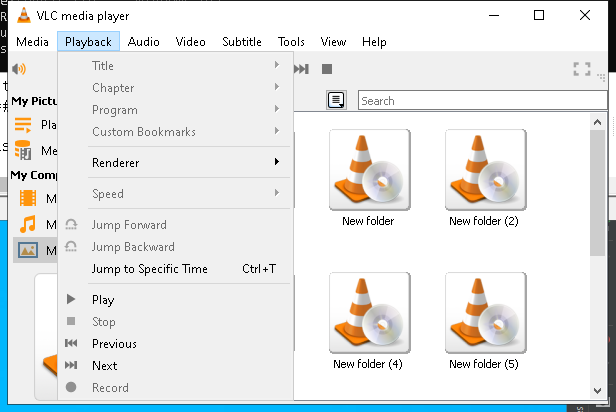 VLC media player
Media Playback Audio Video Subtitle Tools View Help
Title
Chapter
Program
Custom Bookmarks
Renderer
Speed
Jump Forward
Jump Backward
Jump to Specific Time Ctrl+T
Play
Stop
Previous
Next
Record
Search
My Pictu
Pla
Me
My Comp
M
M
M
New folder
New folder (2)
New folder (4)
New folder (5)